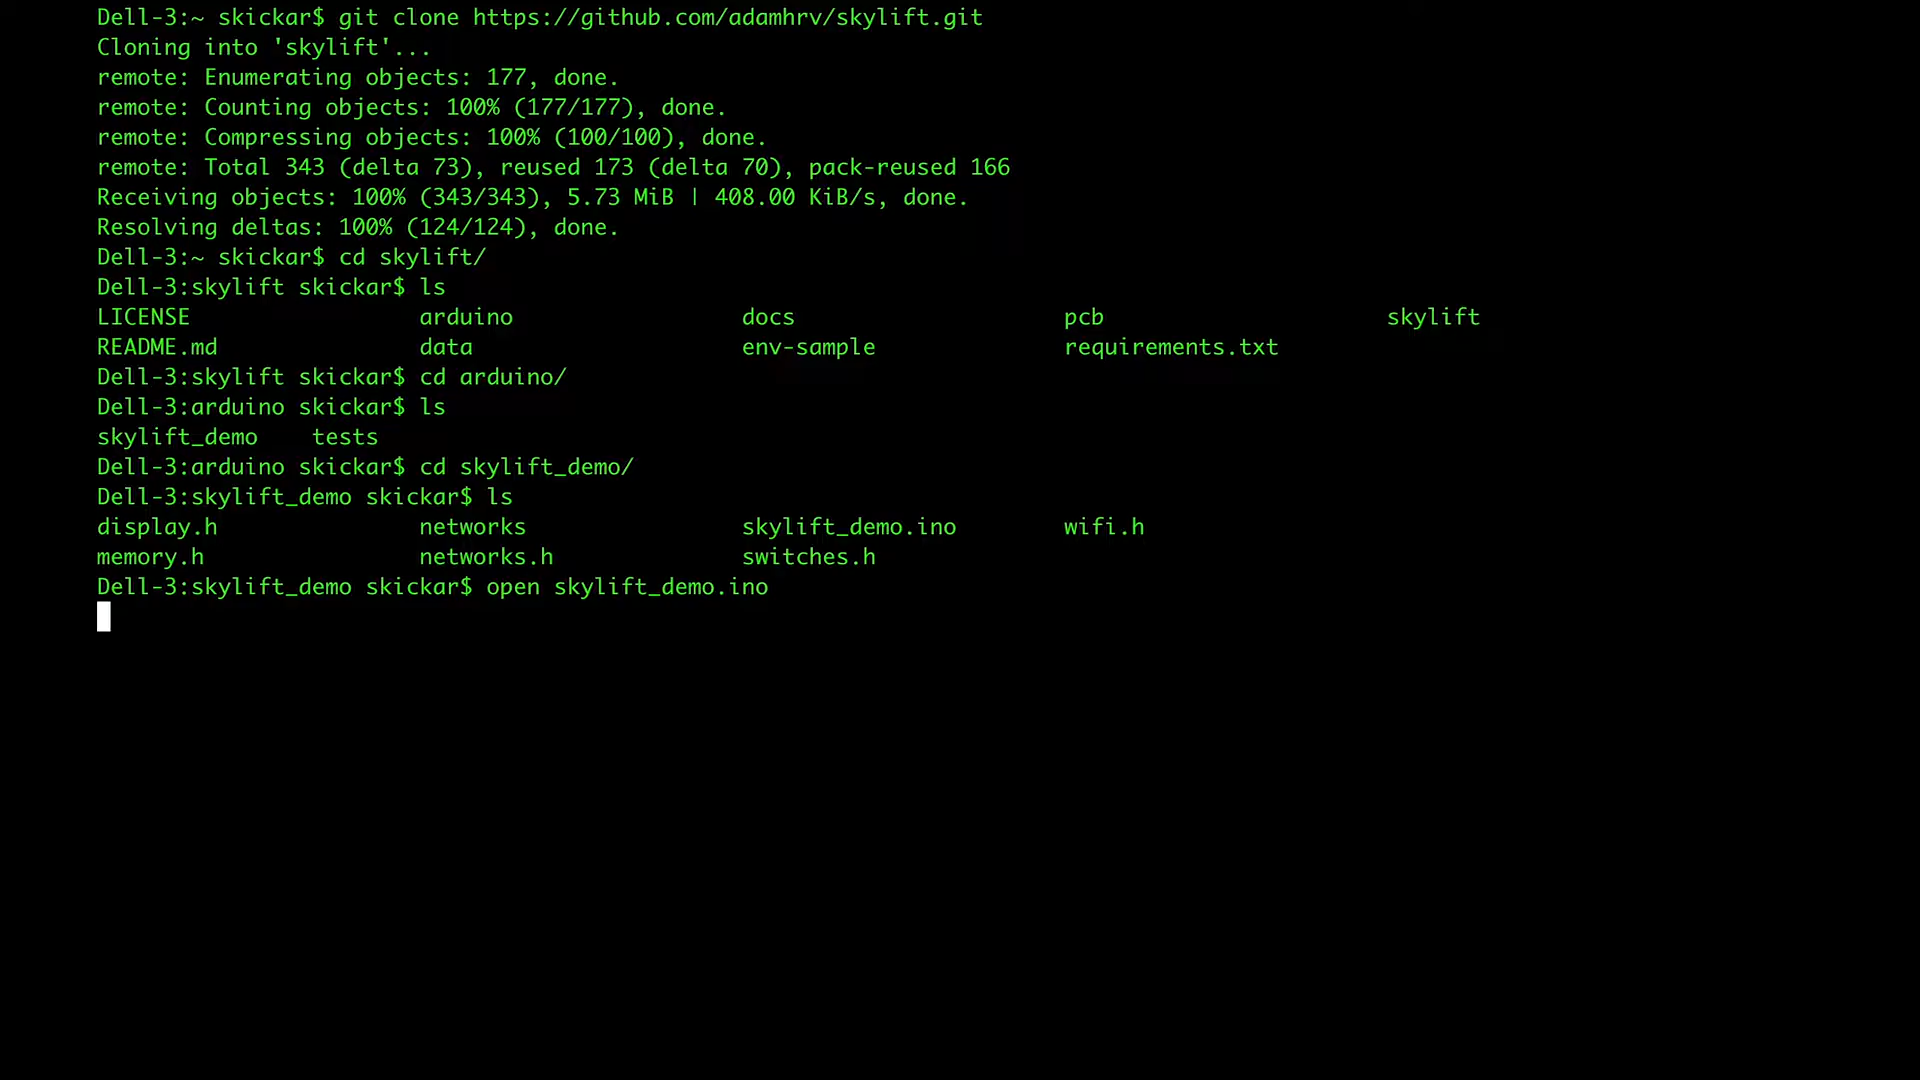 Dell-3:~ skickar$ git clone https://github.com/adamhrv/skylift.git
Cloning into 'skylift'...
remote: Enumerating objects: 177, done.
remote: Counting objects: 100% (177/177), done.
remote: Compressing objects: 100% (100/100), done.
remote: Total 343 (delta 73), reused 173 (delta 70), pack-reused 166
Receiving objects: 100% (343/343), 5.73 MiB | 408.00 KiB/s, done.
Resolving deltas: 100% (124/124), done.
Dell-3:~ skickar$ cd skylift/
Dell-3:skylift skickar$ ls
LICENSE arduino docs pcb skylift
README.md data env-sample requirements.txt
Dell-3:skylift skickar$ cd arduino/
Dell-3:arduino skickar$ ls
skylift_demo tests
Dell-3:arduino skickar$ cd skylift_demo/
Dell-3:skylift_demo skickar$ ls
display.h networks skylift_demo.ino wifi.h
memory.h networks.h switches.h
Dell-3:skylift_demo skickar$ open skylift_demo.ino